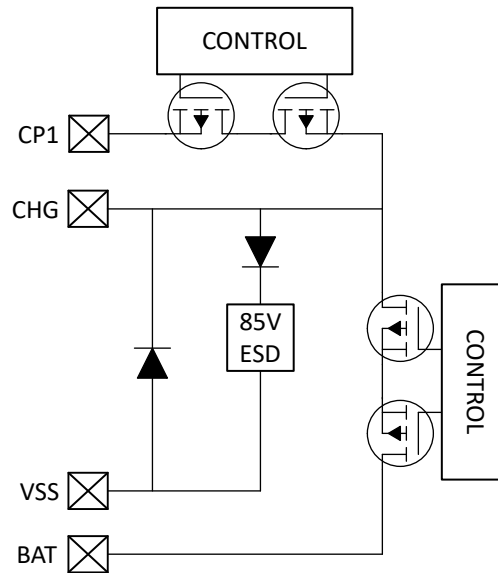 CONTROL
CP1
CHG
85V
ESD
CONTROL
VSS
BAT